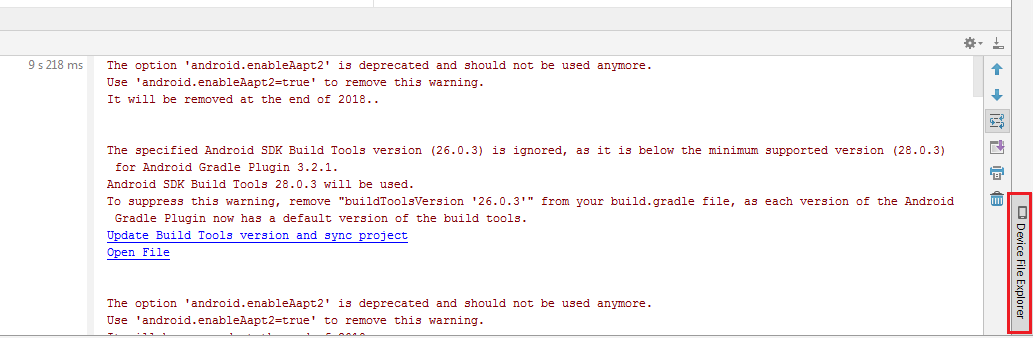 9 s 218 ms
The option 'android.enableAapt2' is deprecated and should not be used anymore.
Use 'android.enableAapt2=true' to remove this warning.
It will be removed at the end of 2018..
The specified Android SDK Build Tools version (26.0.3) is ignored, as it is below the minimum supported version (28.0.3)
for Android Gradle Plugin 3.2.1.
Android SDK Build Tools 28.0.3 will be used.
To suppress this warning, remove "buildToolsVersion '26.0.3'" from your build.gradle file, as each version of the Android
Gradle Plugin now has a default version of the build tools.
Update Build Tools version and sync project
Open File
The option 'android.enableAapt2' is deprecated and should not be used anymore.
Use 'android.enableAapt2=true' to remove this warning.
Device File Explorer